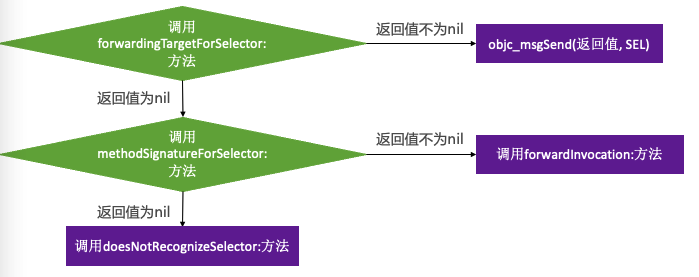 调用
forwardingTargetForSelector:
方法
返回值不为nil
objc_msgSend(返回值, SEL)
返回值为nil
调用
methodSignatureForSelector:
方法
返回值不为nil
调用forwardInvocation:方法
返回值为nil
调用doesNotRecognizeSelector:方法